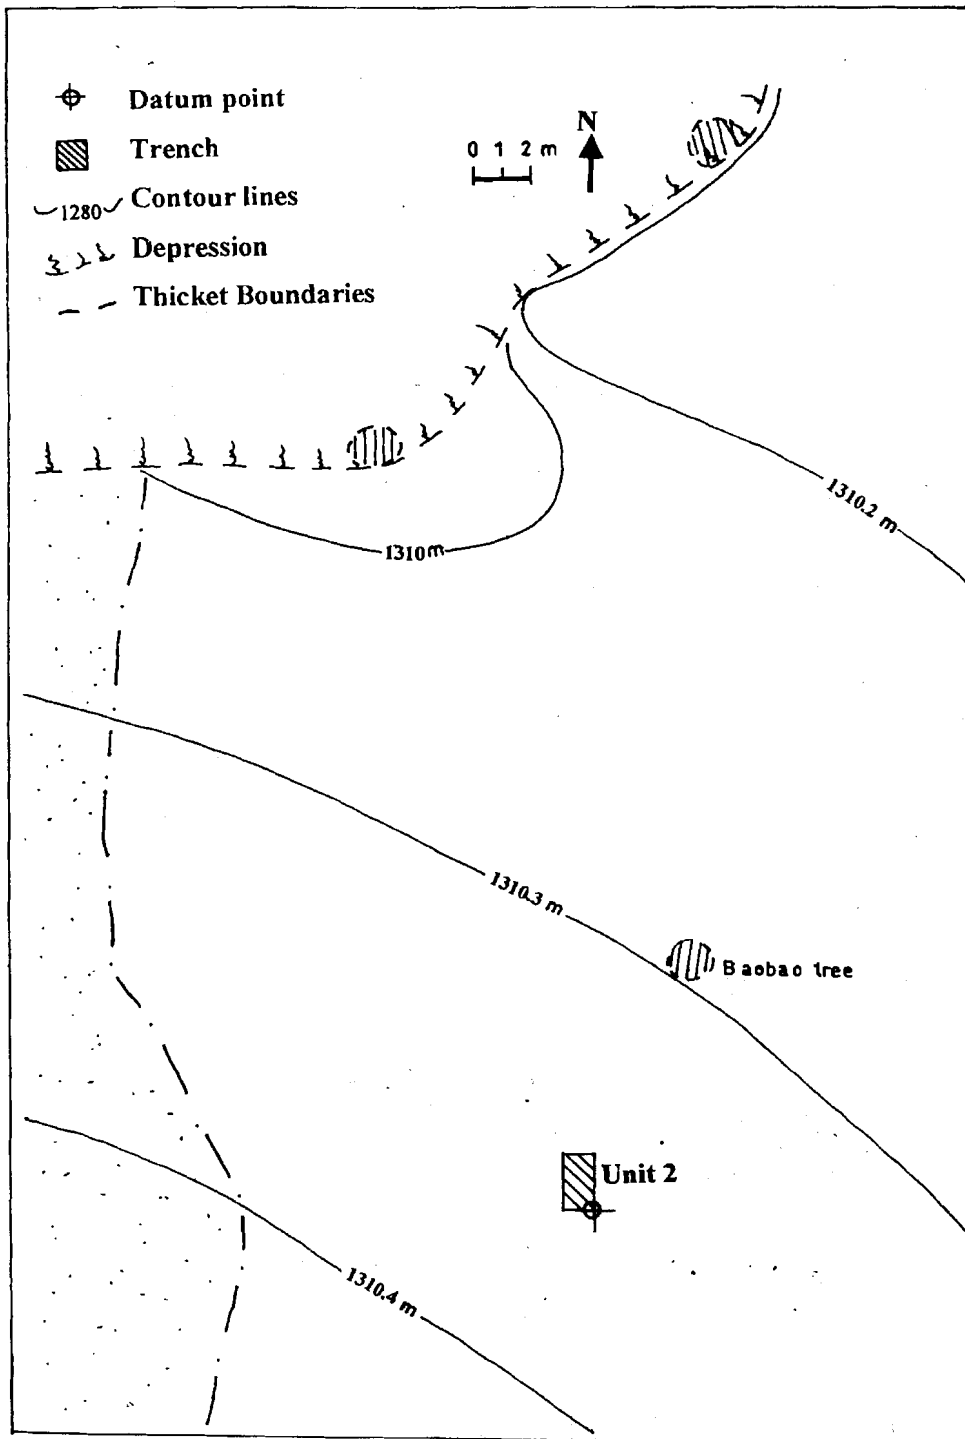 Datum point
Trench
1280 Contour lines
Depression
Thicket Boundaries
0 1 2 m
N
1310.2 m
1310m
1310.3 m
Baobao tree
Unit 2
1310.4 m